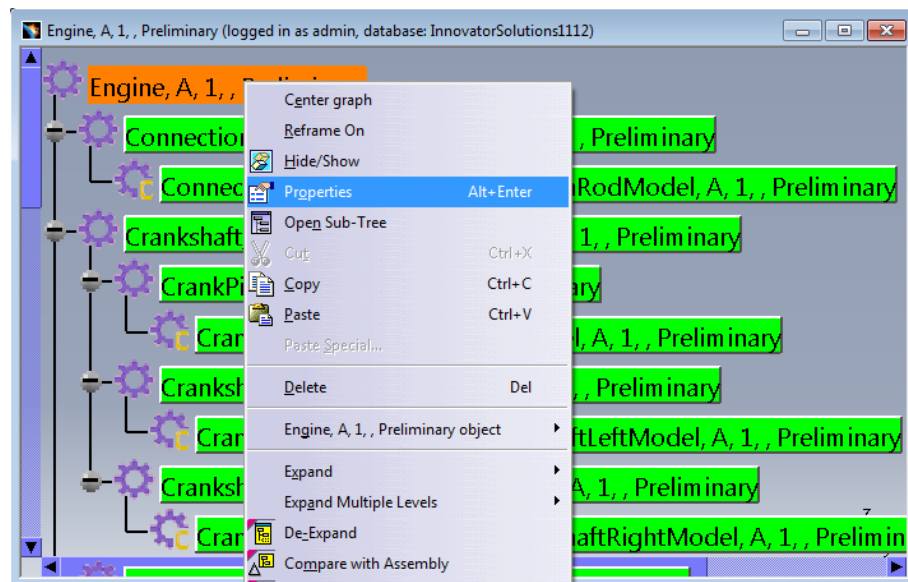 Engine, A, 1, , Preliminary (logged in as admin, database: InnovatorSolutions1112)
Engine, A, 1, ,
Center graph
Connection , Preliminary
Reframe On
Hide/Show
Connec RodModel, A, 1, , Preliminary
Properties Alt+Enter
Open Sub-Tree
Crankshaft 1, , Preliminary
Cut Ctrl+X
CrankPi ary
Copy Ctrl+C
Paste Ctrl+V
Cran l, A, 1, , Preliminary
Paste Special...
Cranksh , , Preliminary
Delete Del
Cran ftLeftModel, A, 1, , Preliminary
Engine, A, 1, , Preliminary object
Expand
Cranksh A, 1, , Preliminary
Expand Multiple Levels
Cran aftRightModel, A, 1, , Prelimin
De-Expand
Compare with Assembly